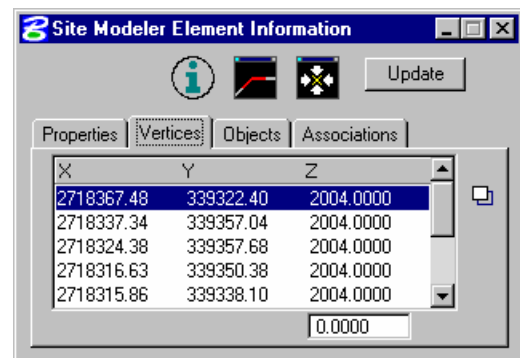 Site Modeler Element Information
Update
Properties Vertices Objects Associations
X Y Z
2718367.48 339322.40 2004.0000
2718337.34 339357.04 2004.0000
2718324.38 339357.68 2004.0000
2718316.63 339350.38 2004.0000
2718315.86 339338.10 2004.0000
0.0000